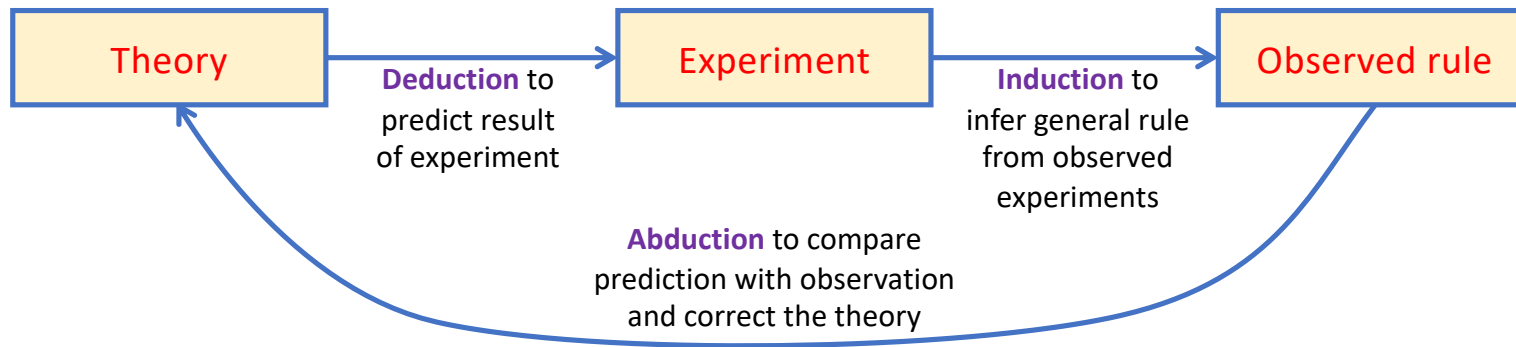 Theory
Experiment
Observed rule
Deduction to
predict result
of experiment
Induction to
infer general rule
from observed
experiments
Abduction to compare
prediction with observation
and correct the theory